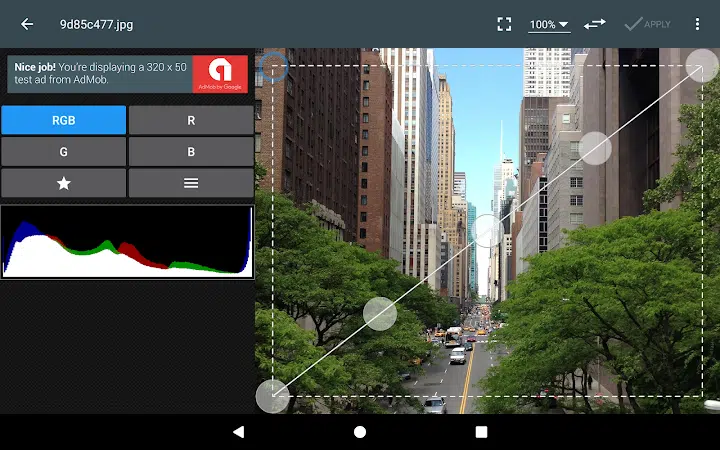 9d85c477.jpg
100%
APPLY
Nice job! You're displaying a 320 x 50
test ad from AdMob.
AdMob by Google
RGB
R
G
B